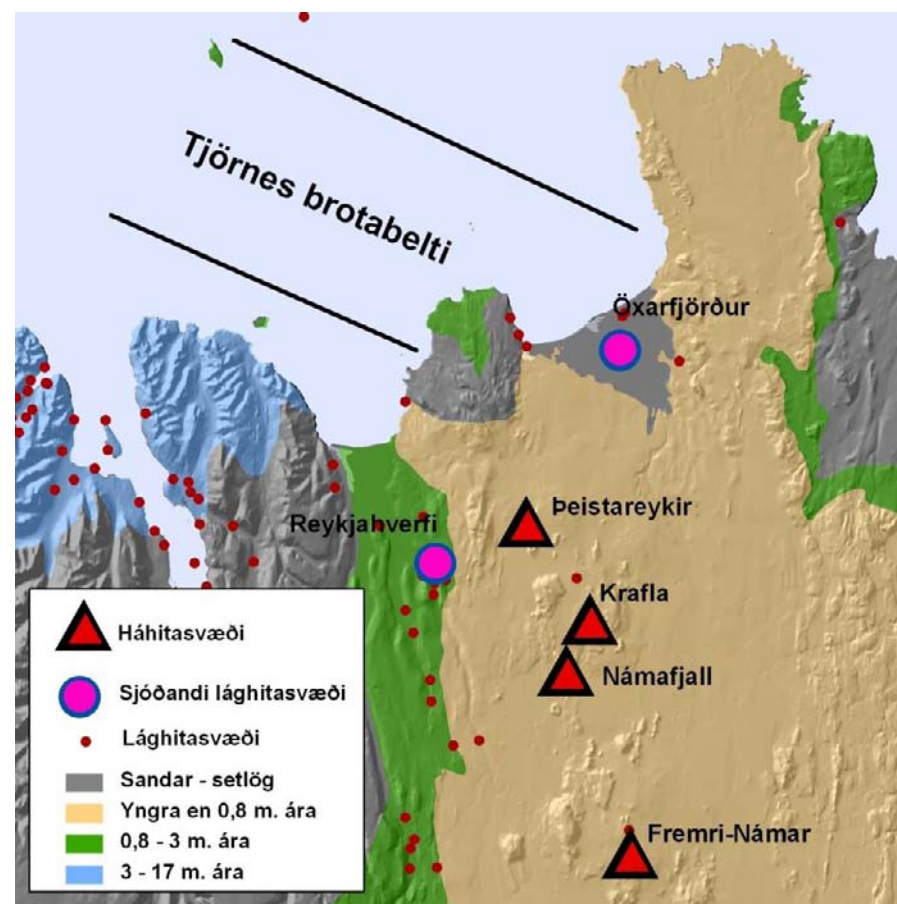 Tjörnes brotabelti
Öxarfjörður
Reykjahverfi
Þeistareykir
Krafla
Námafjall
Fremri-Námar
Háhitasvæði
Sjóðandi lághitasvæði
Lághitasvæði
Sandar - setlög
Yngra en 0,8 m. ára
0,8 - 3 m. ára
3 - 17 m. ára